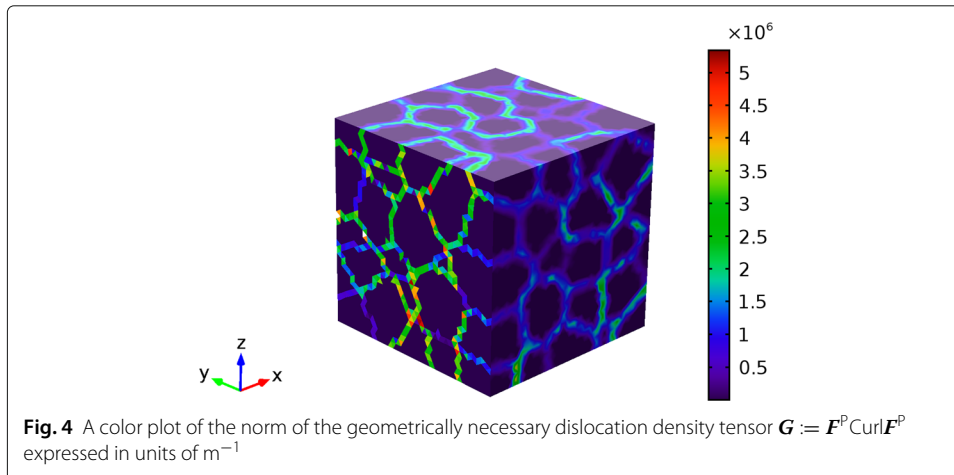 ×10⁶
5
4.5
4
3.5
3
2.5
2
1.5
1
0.5
z
y
x
Fig. 4 A color plot of the norm of the geometrically necessary dislocation density tensor G := FᴾCurlFᴾ
expressed in units of m⁻¹